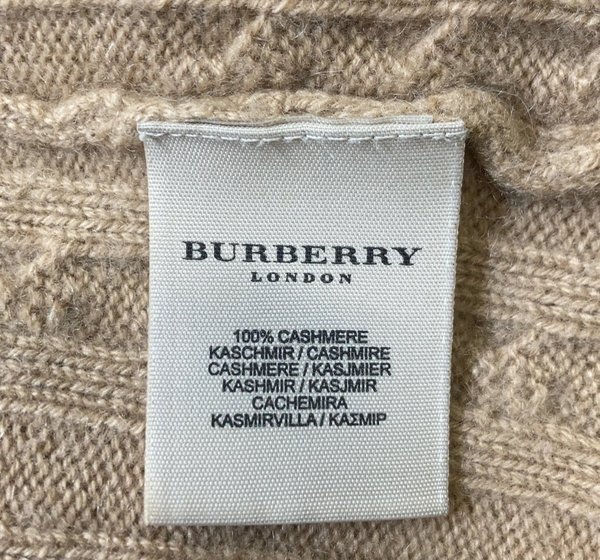 BURBERRY
LONDON
100% CASHMERE
KASCHMIR / CASHMIRE
CASHMERE / KASJMIER
KASHMIR / KASJMIR
CACHEMIRA
KASMIRVILLA / ΚΑΣΜΙΡ